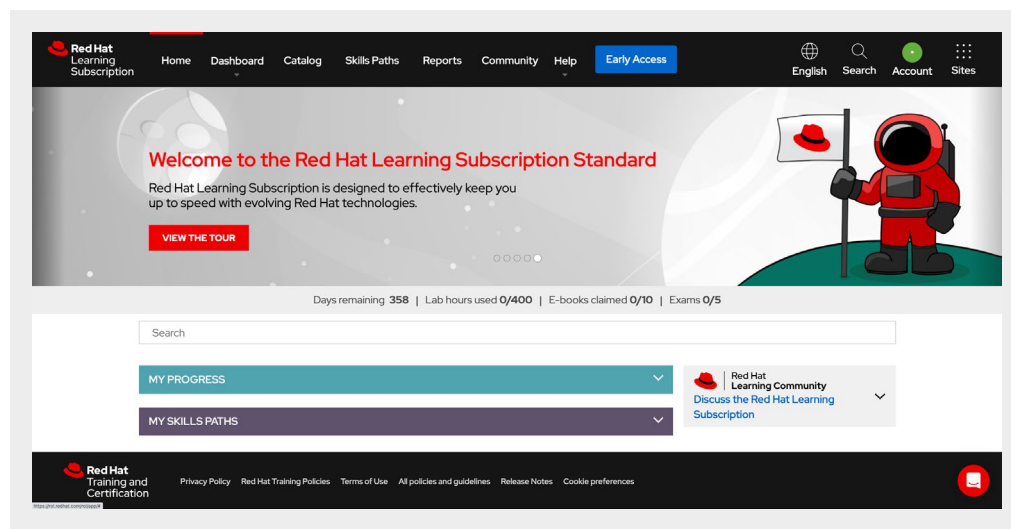 Red Hat
Learning
Subscription
Home Dashboard Catalog Skills Paths Reports Community Help Early Access
English Search Account Sites
Welcome to the Red Hat Learning Subscription Standard
Red Hat Learning Subscription is designed to effectively keep you
up to speed with evolving Red Hat technologies.
VIEW THE TOUR
Days remaining 358 | Lab hours used 0/400 | E-books claimed 0/10 | Exams 0/5
Search
MY PROGRESS
MY SKILLS PATHS
Red Hat
Learning Community
Discuss the Red Hat Learning
Subscription
Red Hat
Training and
Certification
Privacy Policy Red Hat Training Policies Terms of Use All policies and guidelines Release Notes Cookie preferences